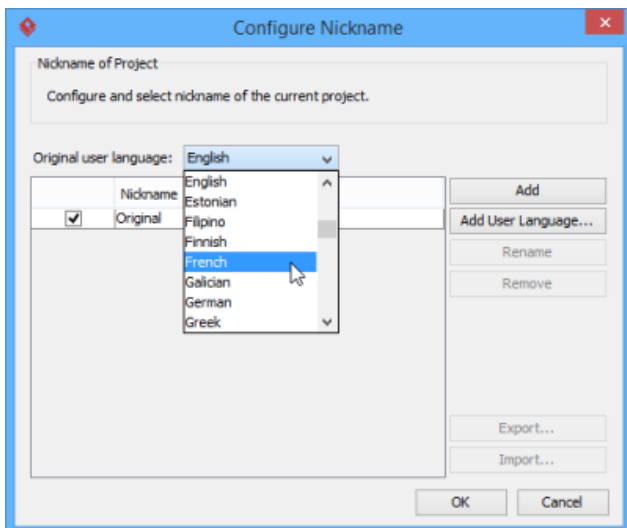 Configure Nickname
Nickname of Project
Configure and select nickname of the current project.
Original user language: English
English
Estonian
Filipino
Finnish
French
Galician
German
Greek
Nickname
Original
Add
Add User Language...
Rename
Remove
Export...
Import...
OK Cancel